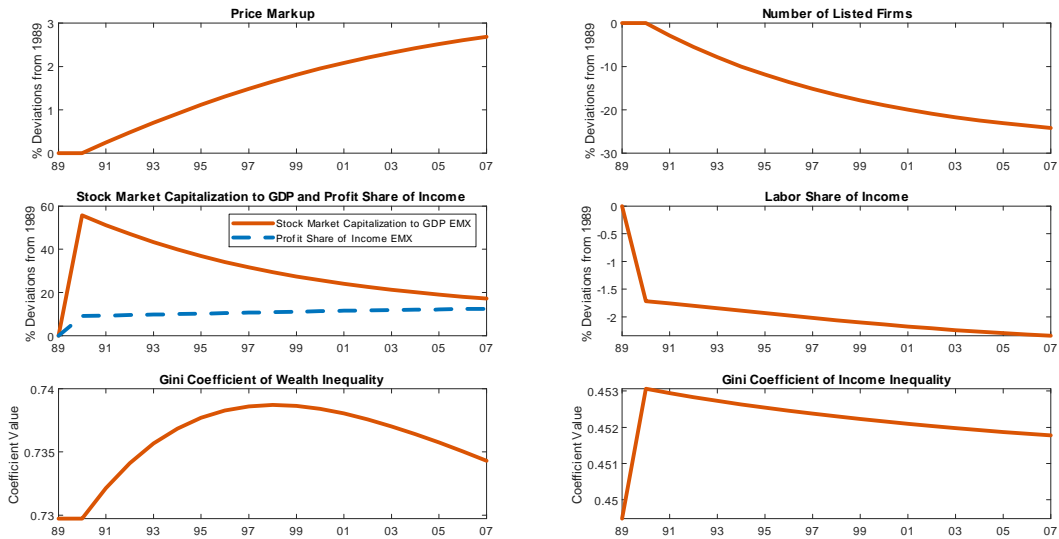 Price Markup
% Deviations from 1989
3
2
1
0
89 91 93 95 97 99 01 03 05 07
Number of Listed Firms
% Deviations from 1989
0
-10
-20
-30
89 91 93 95 97 99 01 03 05 07
Stock Market Capitalization to GDP and Profit Share of Income
% Deviations from 1989
60
40
20
0
Stock Market Capitalization to GDP EMX
Profit Share of Income EMX
89 91 93 95 97 99 01 03 05 07
Labor Share of Income
% Deviations from 1989
0
-0.5
-1
-1.5
-2
89 91 93 95 97 99 01 03 05 07
Gini Coefficient of Wealth Inequality
Coefficient Value
0.74
0.735
0.73
89 91 93 95 97 99 01 03 05 07
Gini Coefficient of Income Inequality
Coefficient Value
0.453
0.452
0.451
0.45
89 91 93 95 97 99 01 03 05 07